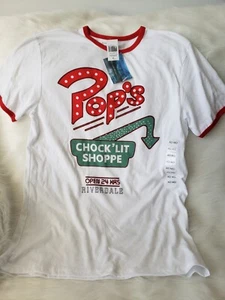 Pop's
CHOCK'LIT
SHOPPE
OPEN 24 HRS
RIVERDALE